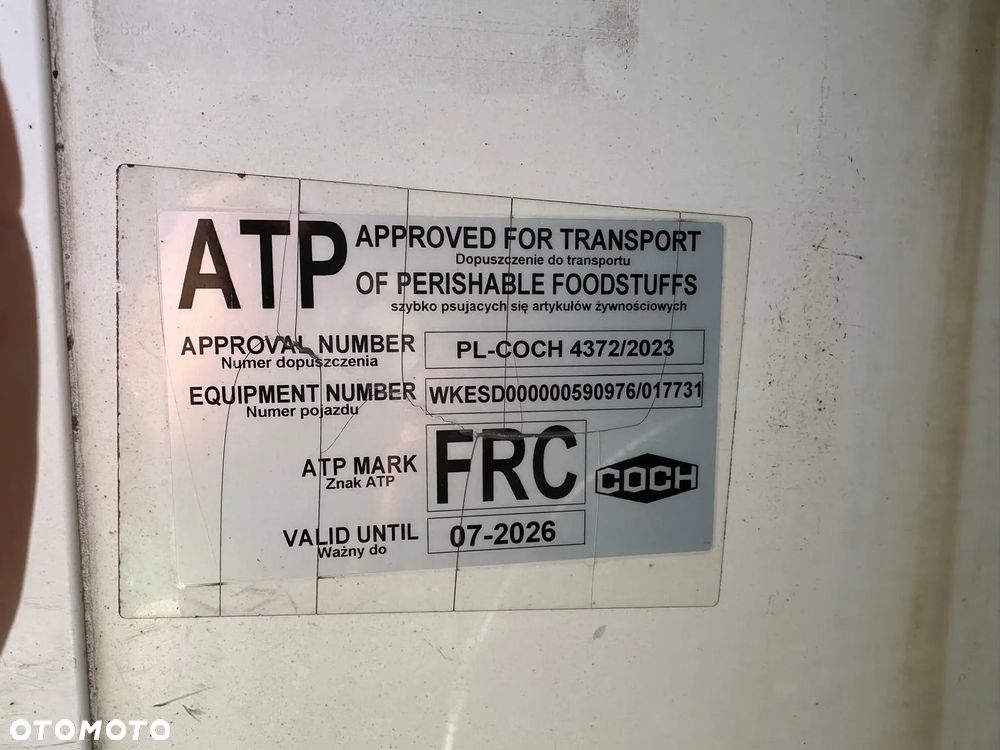 ATP APPROVED FOR TRANSPORT
Dopuszczenie do transportu
OF PERISHABLE FOODSTUFFS
szybko psujacych się artykułów żywnościowych
APPROVAL NUMBER PL-COCH 4372/2023
Numer dopuszczenia
EQUIPMENT NUMBER WKESD000000590976/017731
Numer pojazdu
ATP MARK FRC COCH
Znak ATP
VALID UNTIL 07-2026
Ważny do
OTOMOTO